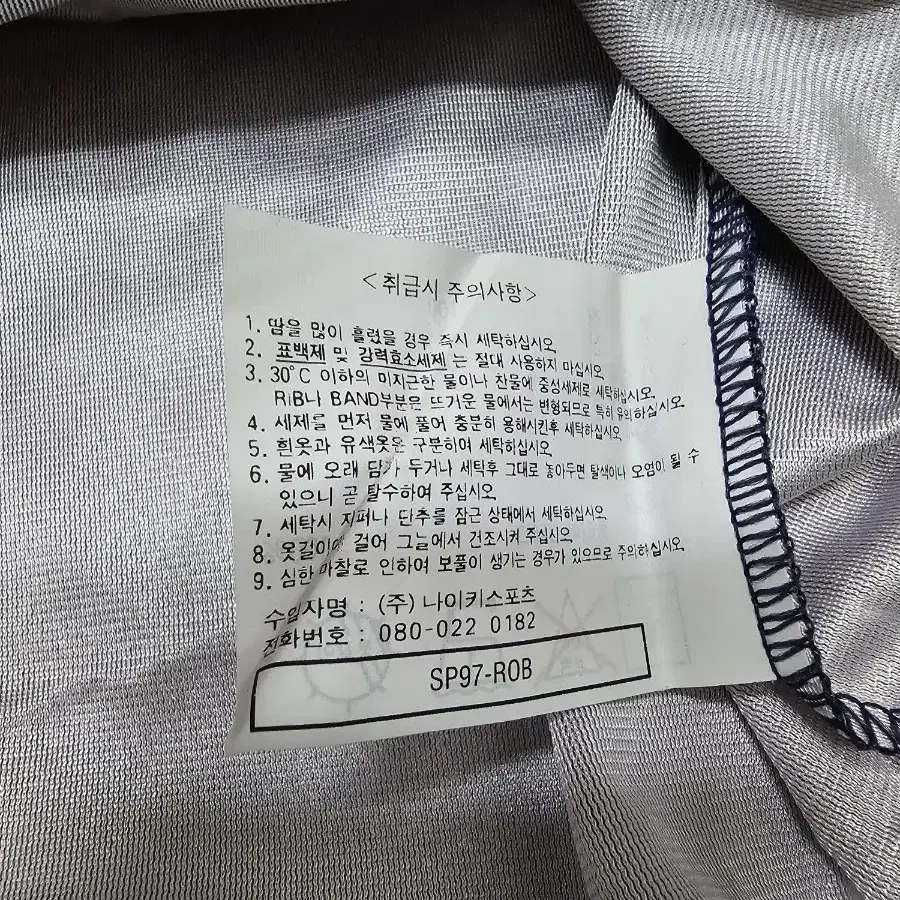 <취급시 주의사항>
1. 땀을 많이 흘렸을 경우 즉시 세탁하십시오
2. 표백제 및 강력효소세제 는 절대 사용하지 마십시오
3. 30°C 이하의 미지근한 물이나 찬물에 중성세제로 세탁하십시오.
RIB나 BAND부분은 뜨거운 물에서는 변형되므로 특히 유의하십시오
4. 세제를 먼저 물에 풀어 충분히 용해시킨후 세탁하십시오
5. 흰옷과 유색옷은 구분하여 세탁하십시오
6. 물에 오래 담가 두거나 세탁후 그대로 놓아두면 탈색이나 오염이 될 수
있으니 곧 탈수하여 주십시오
7. 세탁시 지퍼나 단추를 잠근 상태에서 세탁하십시오
8. 옷걸이에 걸어 그늘에서 건조시켜 주십시오.
9. 심한 마찰로 인하여 보풀이 생기는 경우가 있으므로 주의하십시오.
수입자명 : (주) 나이키스포츠
전화번호 : 080-022 0182
SP97-R0B